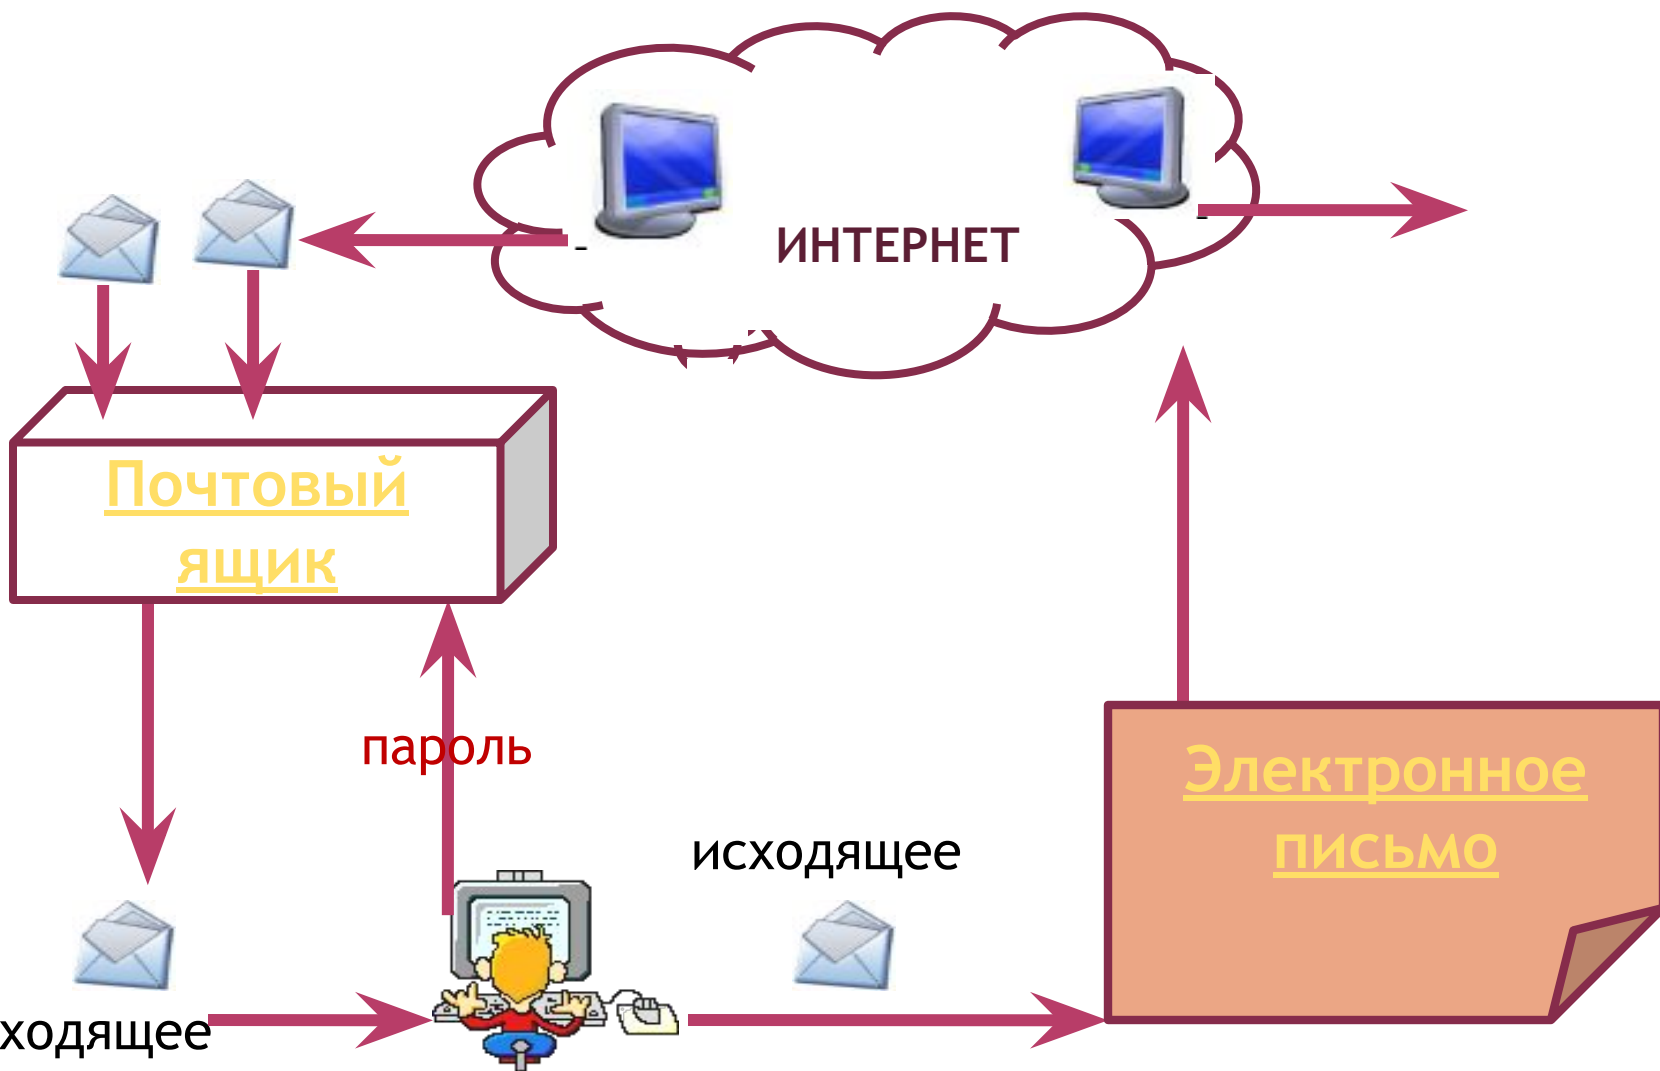 ИНТЕРНЕТ
Почтовый
ящик
пароль
Электронное
письмо
исходящее
ходящее